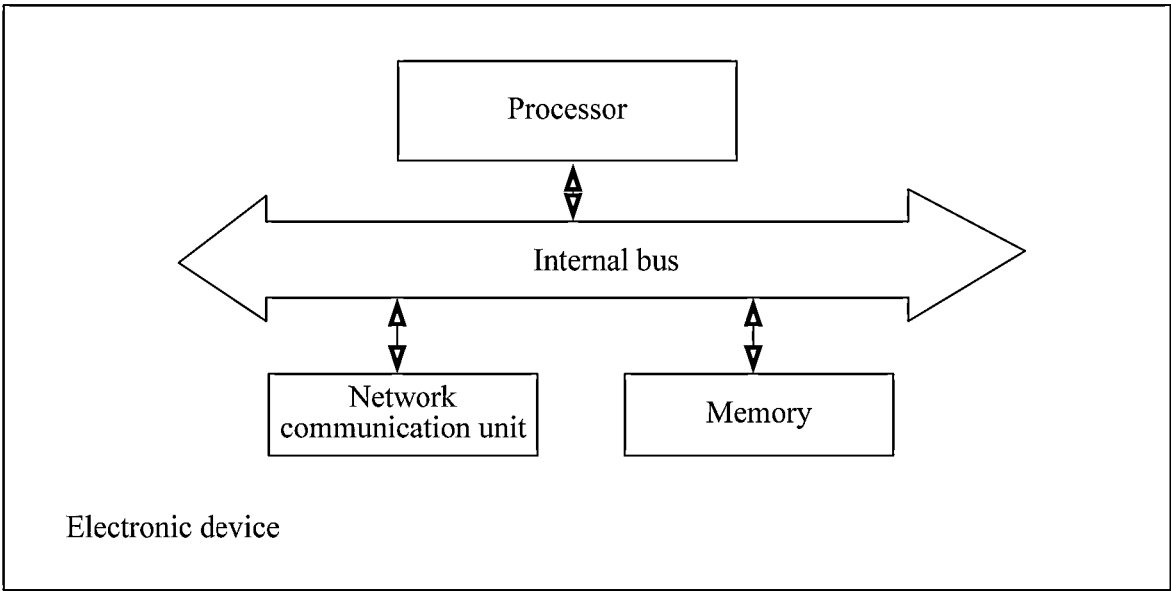 Processor
Internal bus
Network
communication unit
Memory
Electronic device